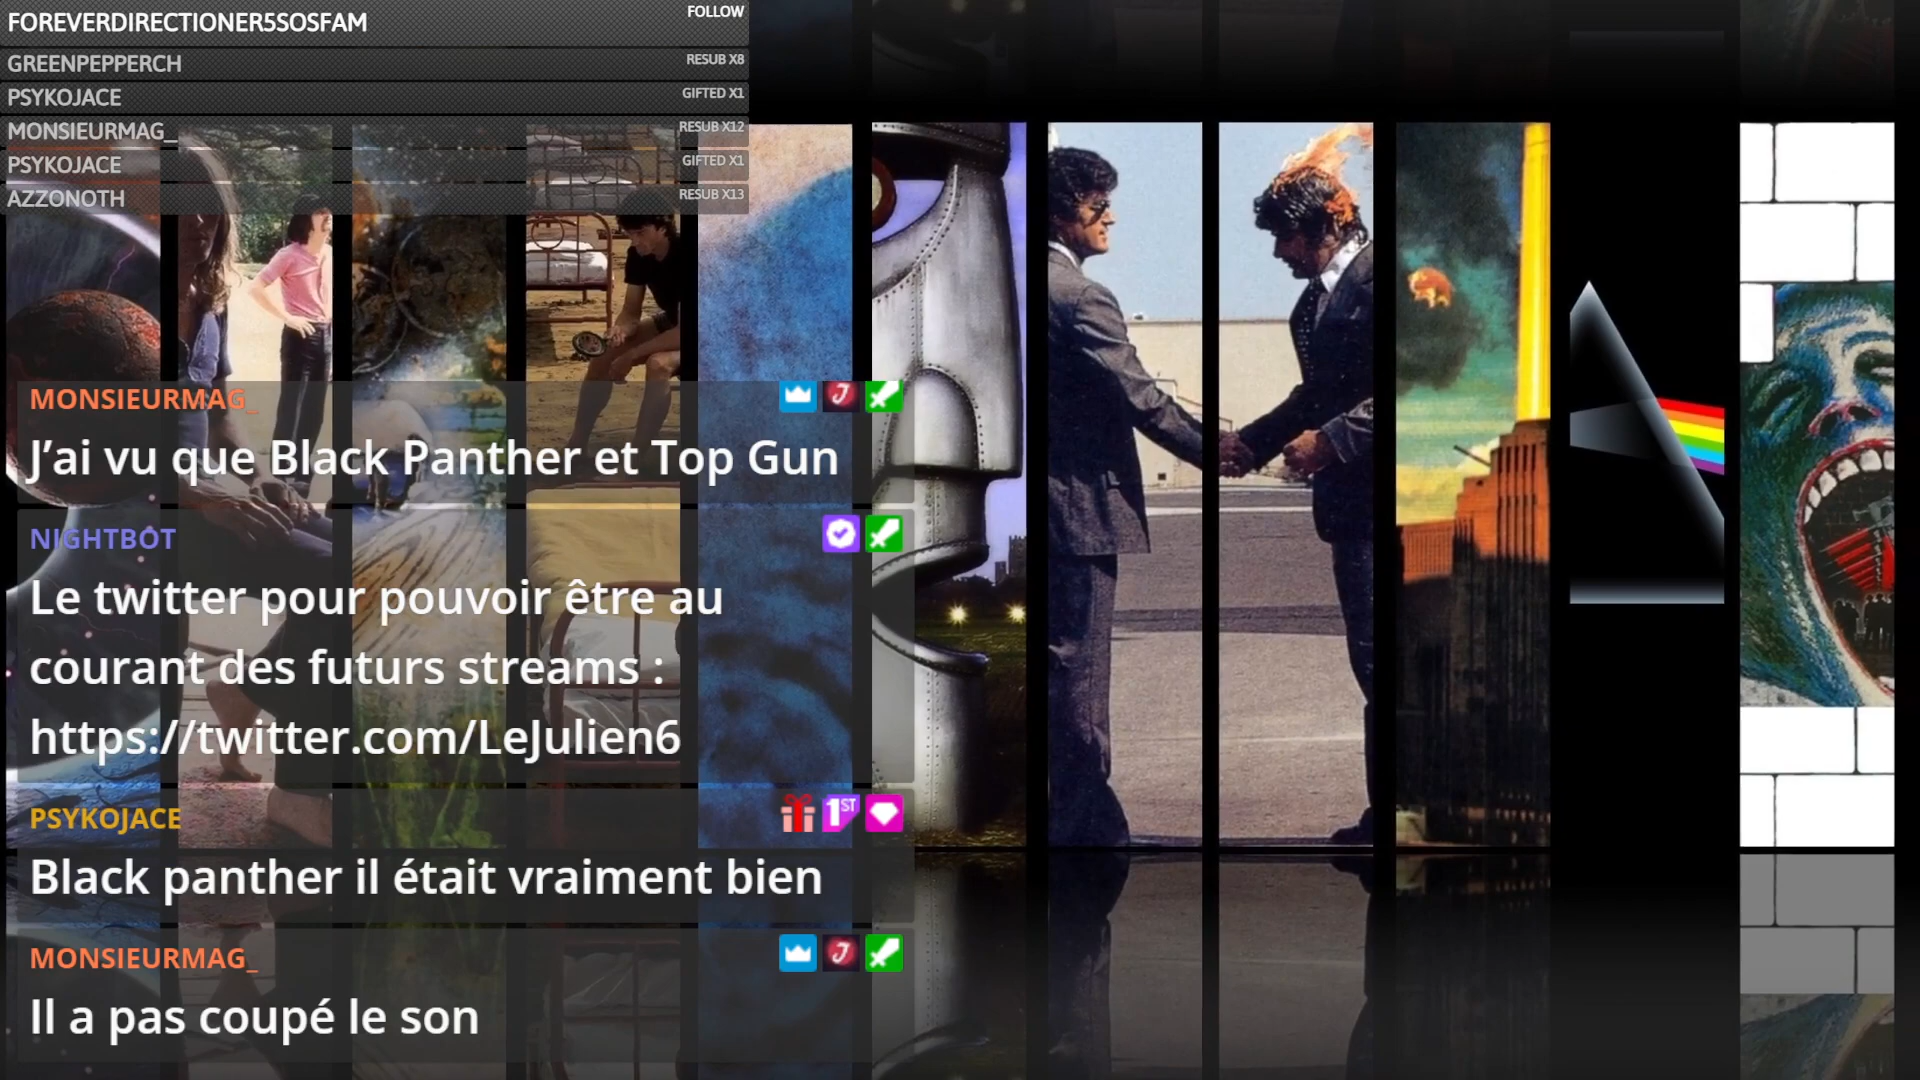 FOREVERDIRECTIONER5SOSFAM FOLLOW
GREENPEPPERCH RESUB X8
PSYKOJACE GIFTED X1
MONSIEURMAG_ RESUB X12
PSYKOJACE GIFTED X1
AZZONOTH RESUB X13
MONSIEURMAG_ J
J’ai vu que Black Panther et Top Gun
NIGHTBOT
Le twitter pour pouvoir être au
courant des futurs streams :
https://twitter.com/LeJulien6
PSYKOJACE 1ST
Black panther il était vraiment bien
MONSIEURMAG_ J
Il a pas coupé le son